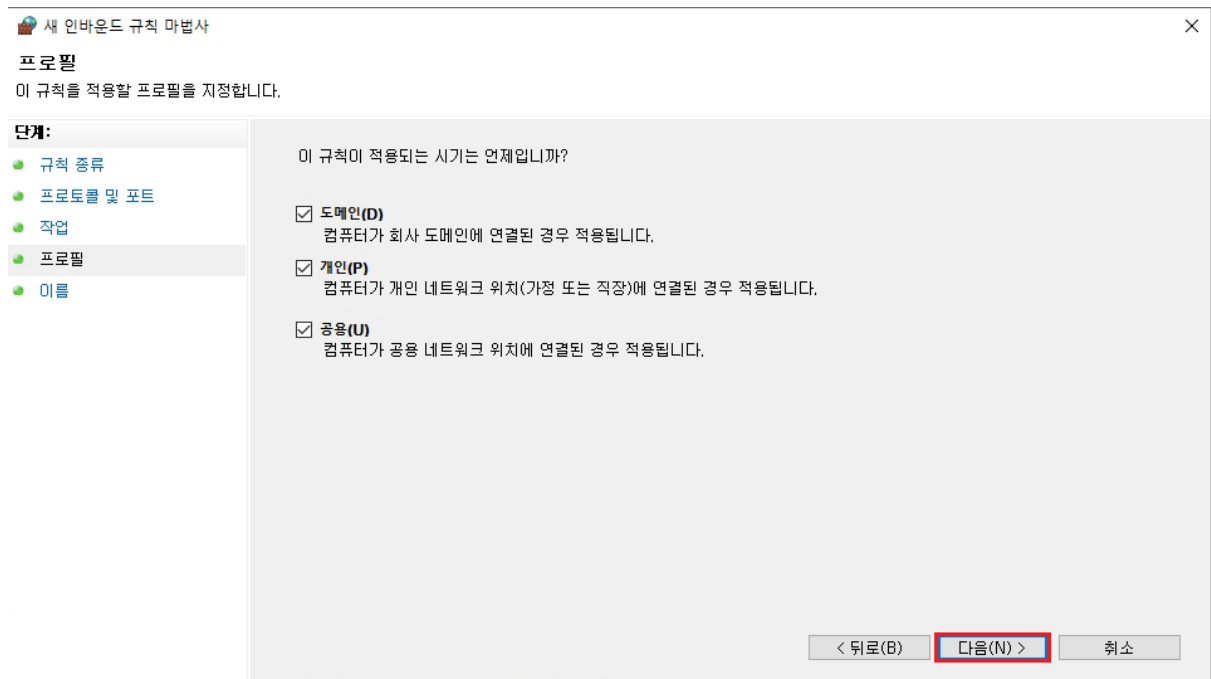 새 인바운드 규칙 마법사
프로필
이 규칙을 적용할 프로필을 지정합니다.
단계:
규칙 종류
프로토콜 및 포트
작업
프로필
이름
이 규칙이 적용되는 시기는 언제입니까?
도메인(D)
컴퓨터가 회사 도메인에 연결된 경우 적용됩니다.
개인(P)
컴퓨터가 개인 네트워크 위치(가정 또는 직장)에 연결된 경우 적용됩니다.
공용(U)
컴퓨터가 공용 네트워크 위치에 연결된 경우 적용됩니다.
< 뒤로(B) 다음(N) > 취소